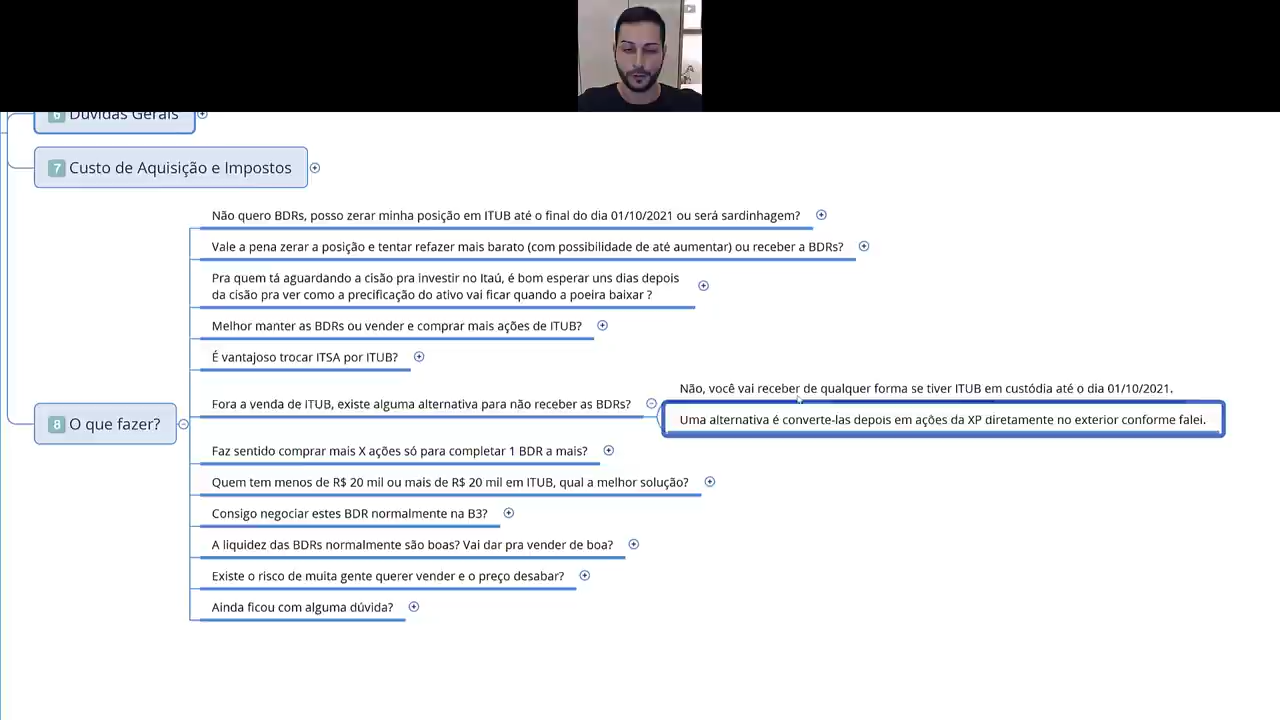 6 Dúvidas Gerais
7 Custo de Aquisição e Impostos
8 O que fazer?
Não quero BDRs, posso zerar minha posição em ITUB até o final do dia 01/10/2021 ou será sardinhagem?
Vale a pena zerar a posição e tentar refazer mais barato (com possibilidade de até aumentar) ou receber a BDRs?
Pra quem tá aguardando a cisão pra investir no Itaú, é bom esperar uns dias depois
da cisão pra ver como a precificação do ativo vai ficar quando a poeira baixar ?
Melhor manter as BDRs ou vender e comprar mais ações de ITUB?
É vantajoso trocar ITSA por ITUB?
Fora a venda de ITUB, existe alguma alternativa para não receber as BDRs?
Não, você vai receber de qualquer forma se tiver ITUB em custódia até o dia 01/10/2021.
Uma alternativa é converte-las depois em ações da XP diretamente no exterior conforme falei.
Faz sentido comprar mais X ações só para completar 1 BDR a mais?
Quem tem menos de R$ 20 mil ou mais de R$ 20 mil em ITUB, qual a melhor solução?
Consigo negociar estes BDR normalmente na B3?
A liquidez das BDRs normalmente são boas? Vai dar pra vender de boa?
Existe o risco de muita gente querer vender e o preço desabar?
Ainda ficou com alguma dúvida?